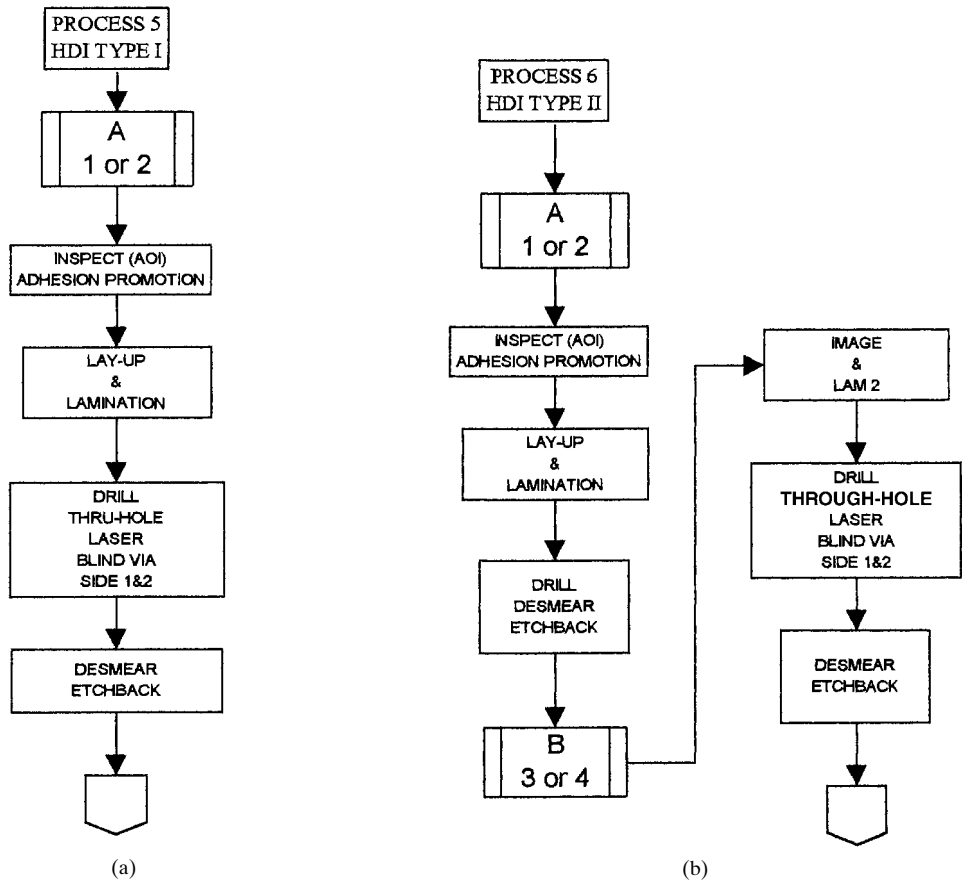 PROCESS 5
HDI TYPE I
A
1 or 2
INSPECT (AOI)
ADHESION PROMOTION
LAY-UP
&
LAMINATION
DRILL
THRU-HOLE
LASER
BLIND VIA
SIDE 1&2
DESMEAR
ETCHBACK
(a)
PROCESS 6
HDI TYPE II
A
1 or 2
INSPECT (AOI)
ADHESION PROMOTION
LAY-UP
&
LAMINATION
DRILL
DESMEAR
ETCHBACK
B
3 or 4
IMAGE
&
LAM 2
DRILL
THROUGH-HOLE
LASER
BLIND VIA
SIDE 1&2
DESMEAR
ETCHBACK
(b)